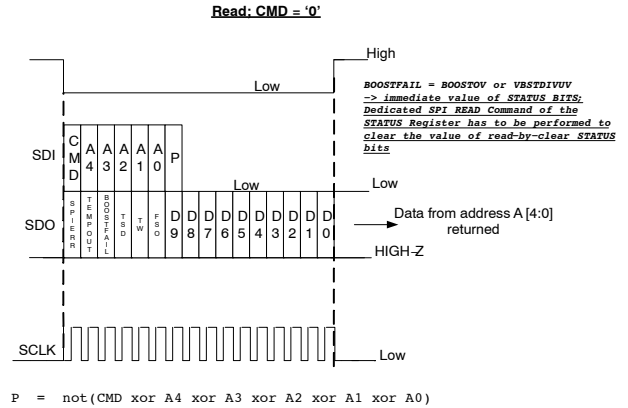 Read; CMD = '0'
High
Low
BOOSTFAIL = BOOSTOV or VBSTDIVUV
-> immediate value of STATUS BITS;
Dedicated SPI READ Command of the
STATUS Register has to be performed to
clear the value of read-by-clear STATUS
bits
SDI
CMD A4 A3 A2 A1 A0 P
Low
Low
SDO
SPIERR TEMPOUT BOOSTFAIL TSD TW FSO D9 D8 D7 D6 D5 D4 D3 D2 D1 D0
Data from address A [4:0]
returned
HIGH-Z
SCLK
Low
P = not(CMD xor A4 xor A3 xor A2 xor A1 xor A0)